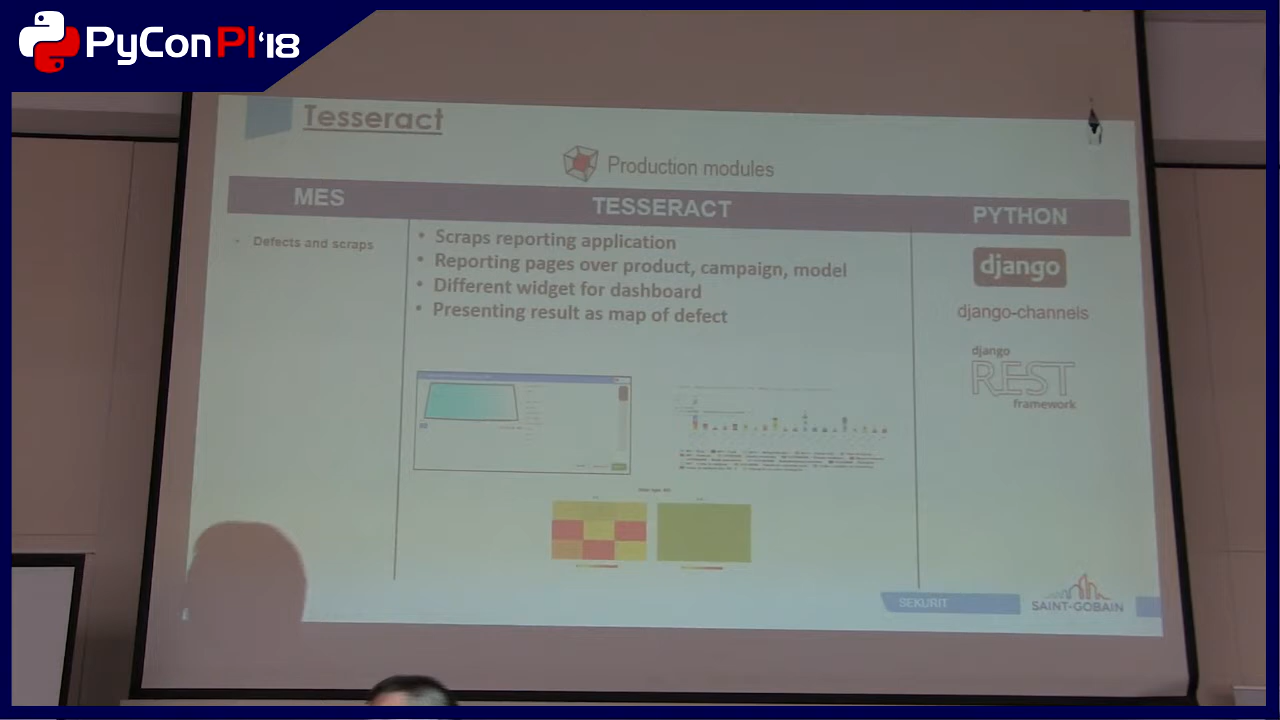 PyConPl‘18
Tesseract
Production modules
MES
TESSERACT
PYTHON
• Defects and scraps
• Scraps reporting application
• Reporting pages over product, campaign, model
• Different widget for dashboard
• Presenting result as map of defect
django
django-channels
django
REST
framework
SEKURIT
SAINT-GOBAIN